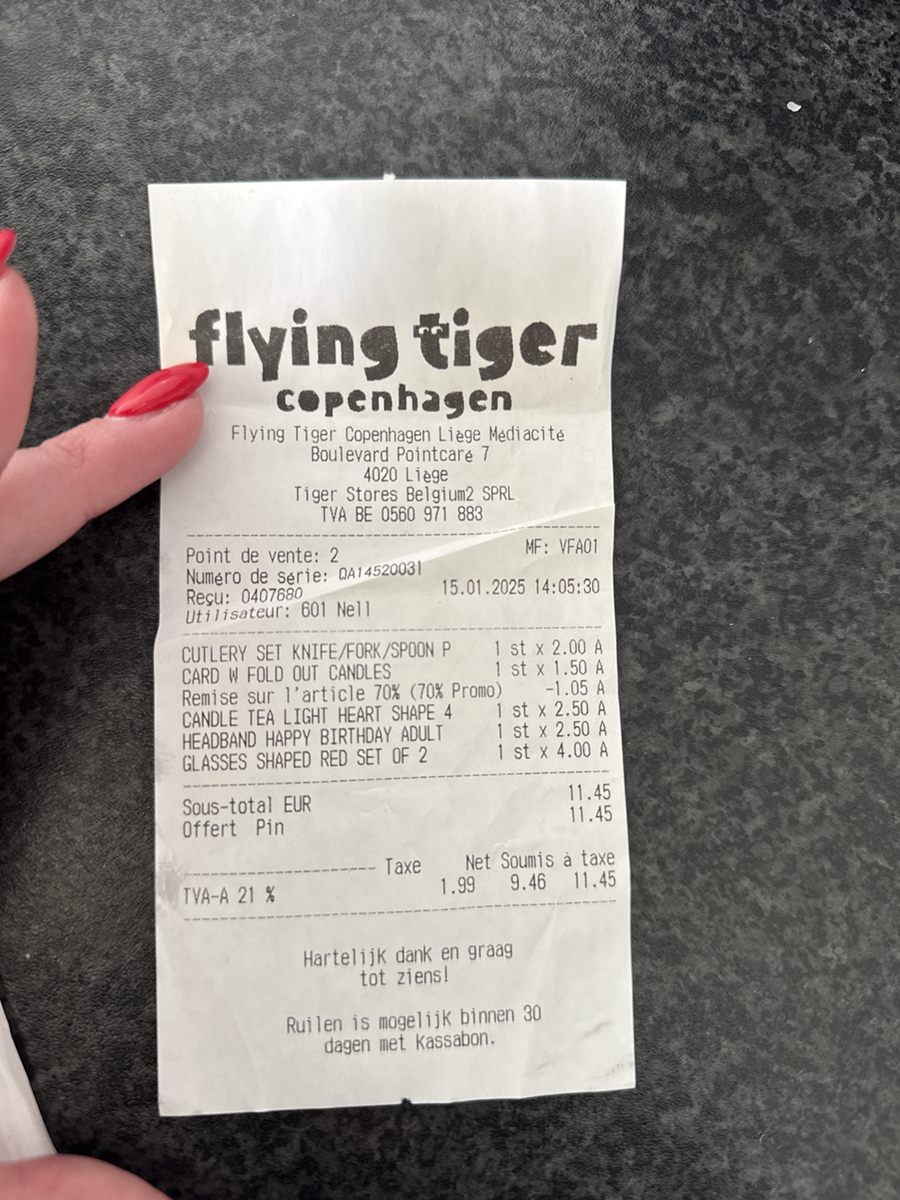 flying tiger
copenhagen
Flying Tiger Copenhagen Liège Médiacité
Boulevard Pointcaré 7
4020 Liège
Tiger Stores Belgium2 SPRL
TVA BE 0560 971 883
Point de vente: 2 MF: VFA01
Numéro de série: QA14520031
Reçu: 0407680 15.01.2025 14:05:30
Utilisateur: 601 Nell
CUTLERY SET KNIFE/FORK/SPOON P 1 st x 2.00 A
CARD W FOLD OUT CANDLES 1 st x 1.50 A
Remise sur l'article 70% (70% Promo) -1.05 A
CANDLE TEA LIGHT HEART SHAPE 4 1 st x 2.50 A
HEADBAND HAPPY BIRTHDAY ADULT 1 st x 2.50 A
GLASSES SHAPED RED SET OF 2 1 st x 4.00 A
Sous-total EUR 11.45
Offert Pin 11.45
Taxe Net Soumis à taxe
TVA-A 21 % 1.99 9.46 11.45
Hartelijk dank en graag
tot ziens!
Ruilen is mogelijk binnen 30
dagen met Kassabon.